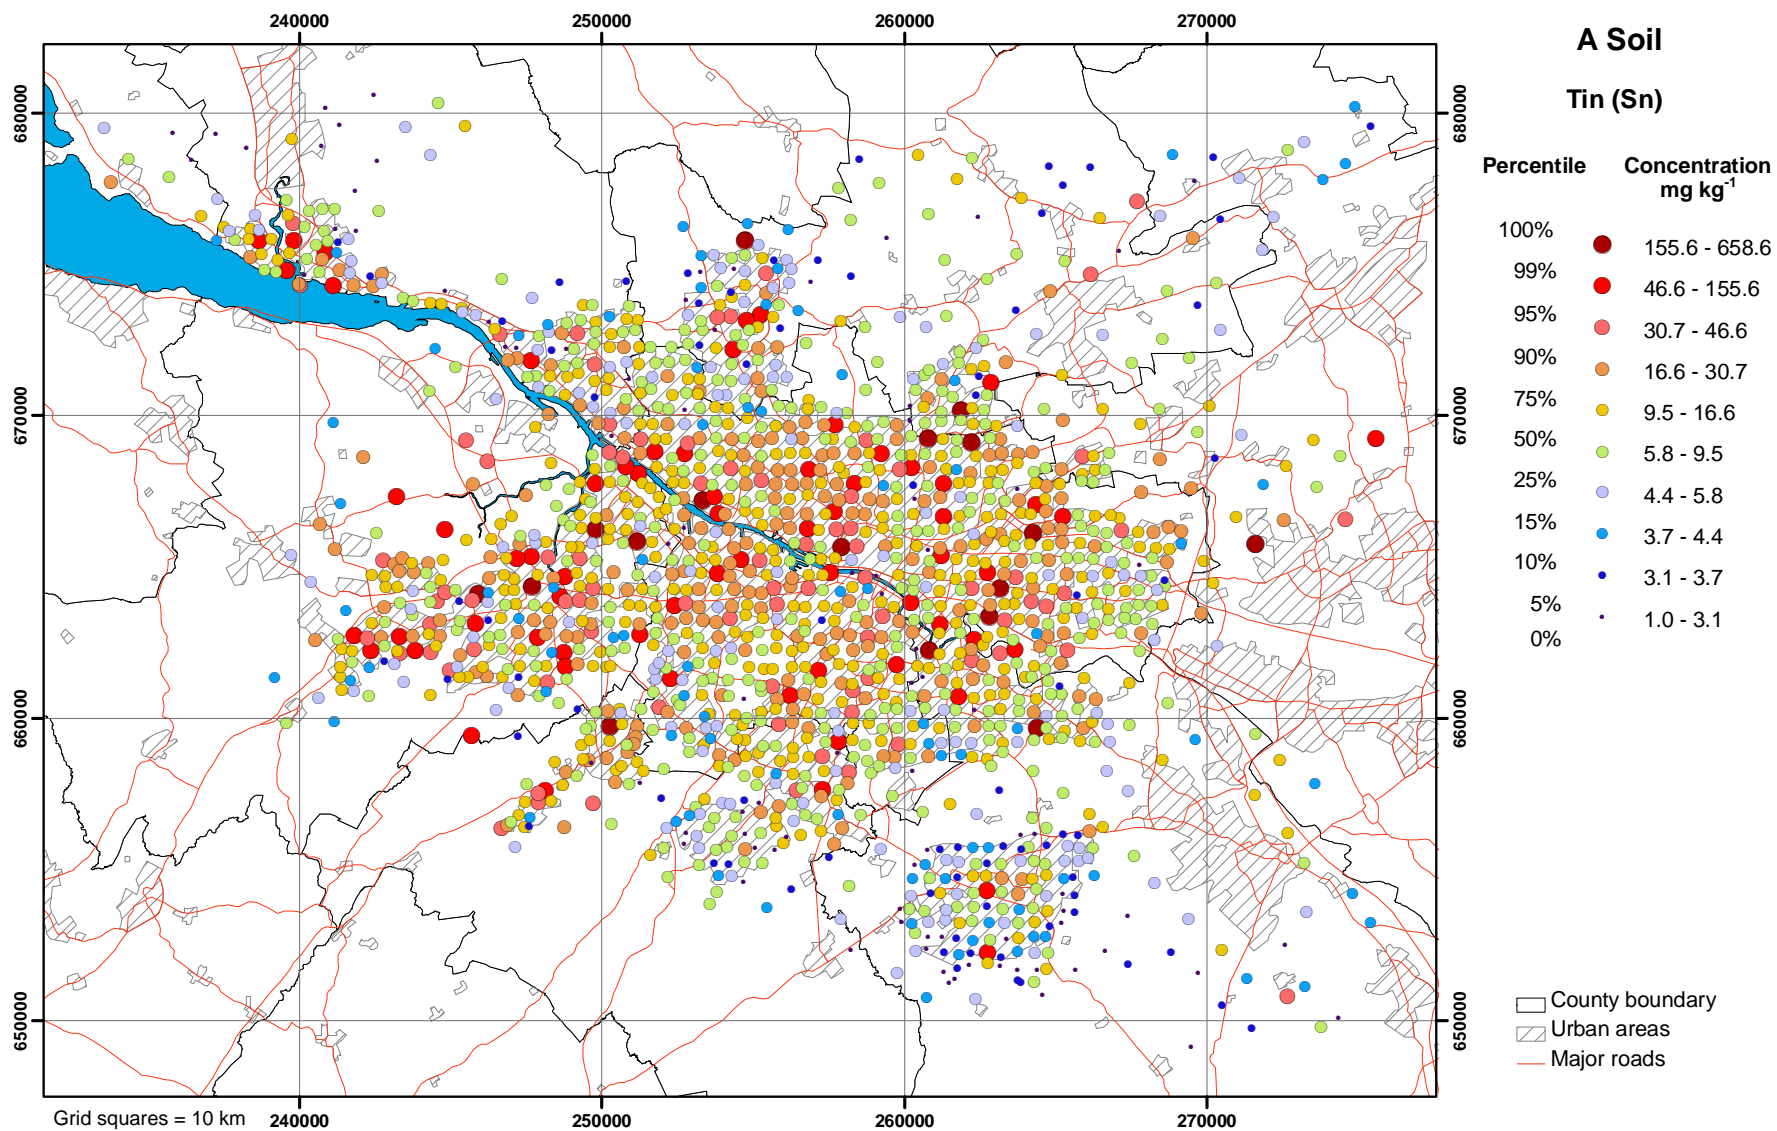 240000 250000 260000 270000
A Soil
Tin (Sn)
680000 680000
Percentile Concentration
mg kg-1
100%
155.6 - 658.6
99%
46.6 - 155.6
95%
30.7 - 46.6
90%
16.6 - 30.7
75%
9.5 - 16.6
670000 670000
50%
5.8 - 9.5
25%
4.4 - 5.8
15%
3.7 - 4.4
10%
3.1 - 3.7
5%
1.0 - 3.1
0%
660000 660000
650000 650000
County boundary
Urban areas
Major roads
Grid squares = 10 km
240000 250000 260000 270000